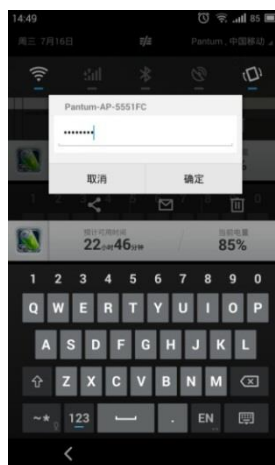 14:49 85
周三 7月16日 Pantum , 中国移动
Pantum-AP-5551FC
••••••••
取消 确定
预计可用时间 当前电量
22小时46分钟 85%
1 2 3 4 5 6 7 8 9 0
Q W E R T Y U I O P
A S D F G H J K L
Z X C V B N M
~* 123 . EN